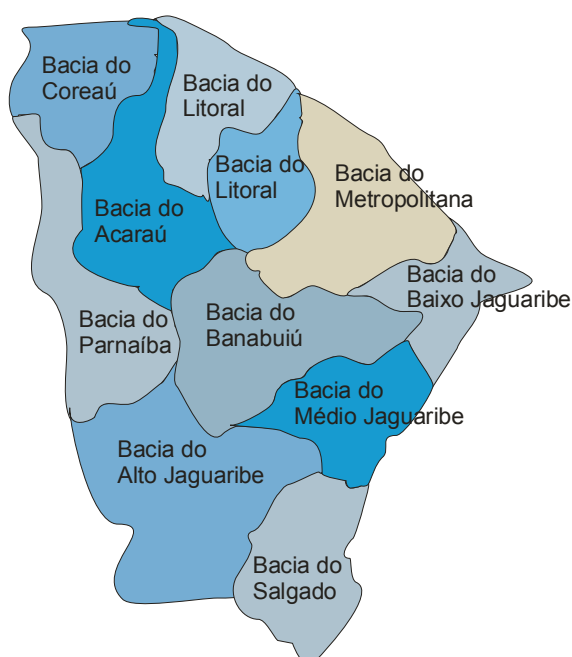 Bacia do
Coreaú
Bacia do
Litoral
Bacia do
Litoral
Bacia do
Metropolitana
Bacia do
Acaraú
Bacia do
Baixo Jaguaribe
Bacia do
Parnaíba
Bacia do
Banabuiú
Bacia do
Médio Jaguaribe
Bacia do
Alto Jaguaribe
Bacia do
Salgado